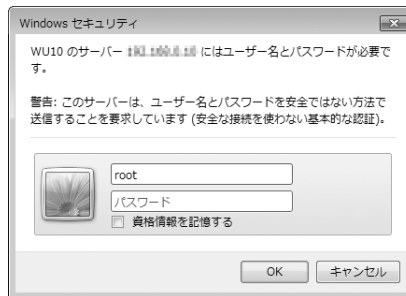 Windows セキュリティ
WU10 のサーバー にはユーザー名とパスワードが必要で
す。
警告: このサーバーは、ユーザー名とパスワードを安全ではない方法で
送信することを要求しています (安全な接続を使わない基本的な認証)。
root
パスワード
資格情報を記憶する
OK
キャンセル